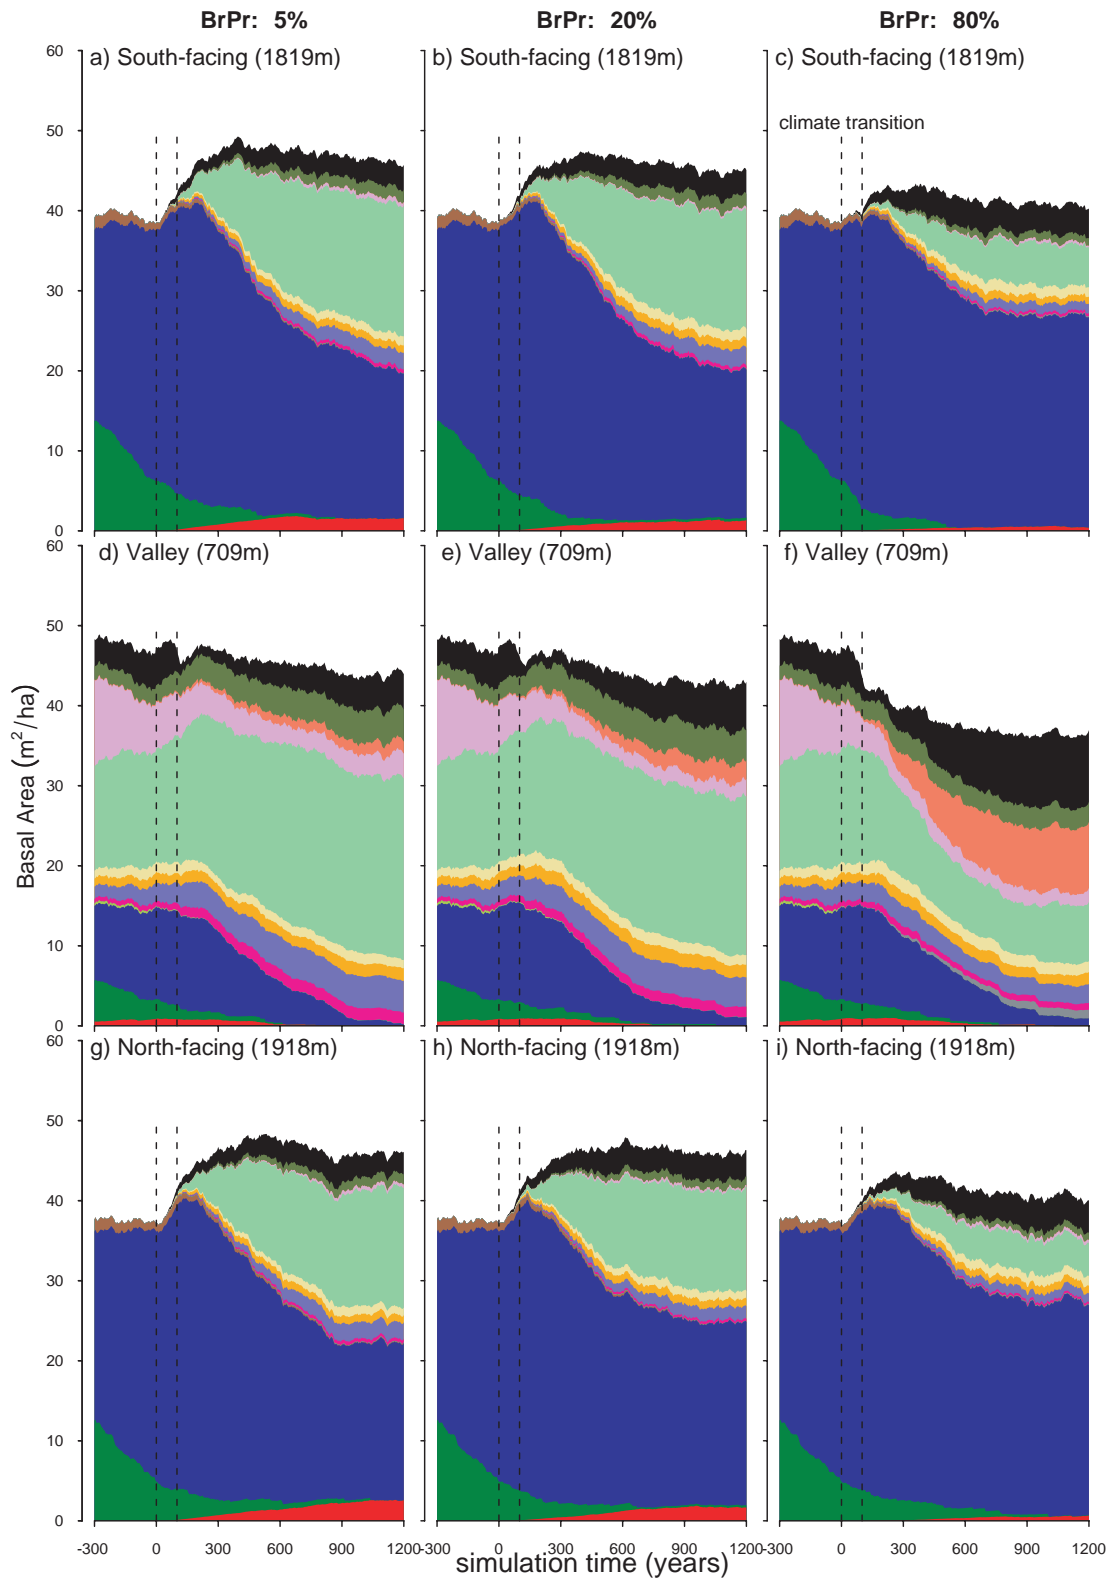 BrPr: 5% BrPr: 20% BrPr: 80%
a) South-facing (1819m) b) South-facing (1819m) c) South-facing (1819m)
climate transition
60
50
40
30
20
10
0
d) Valley (709m) e) Valley (709m) f) Valley (709m)
60
50
40
30
20
10
0
Basal Area (m²/ha)
g) North-facing (1918m) h) North-facing (1918m) i) North-facing (1918m)
60
50
40
30
20
10
0
-300 0 300 600 900 1200 -300 0 300 600 900 1200 -300 0 300 600 900 1200
simulation time (years)